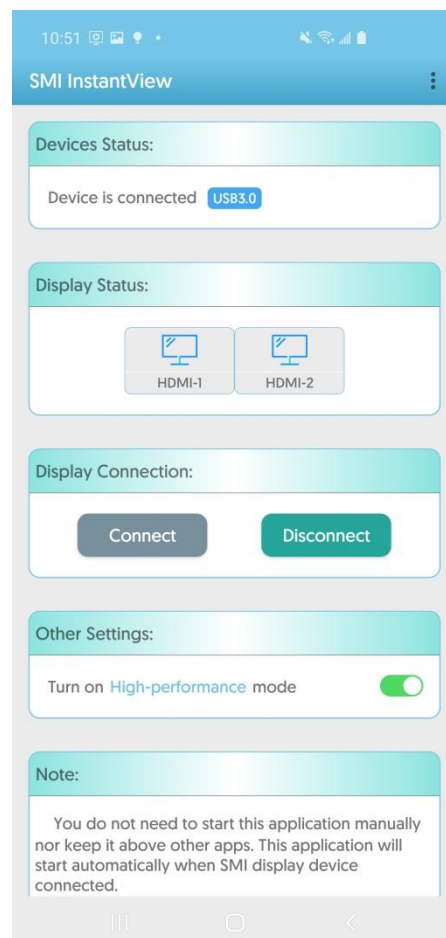 10:51
SMI InstantView
Devices Status:
Device is connected USB3.0
Display Status:
HDMI-1 HDMI-2
Display Connection:
Connect Disconnect
Other Settings:
Turn on High-performance mode
Note:
You do not need to start this application manually
nor keep it above other apps. This application will
start automatically when SMI display device
connected.